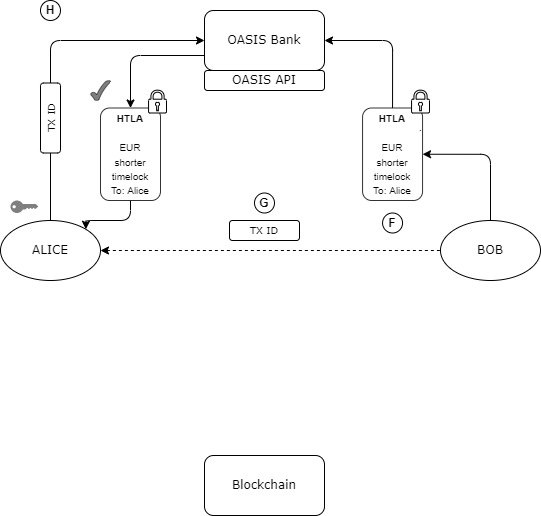 H
OASIS Bank
OASIS API
TX ID
HTLA
EUR
shorter
timelock
To: Alice
HTLA
EUR
shorter
timelock
To: Alice
G
F
TX ID
ALICE
BOB
Blockchain